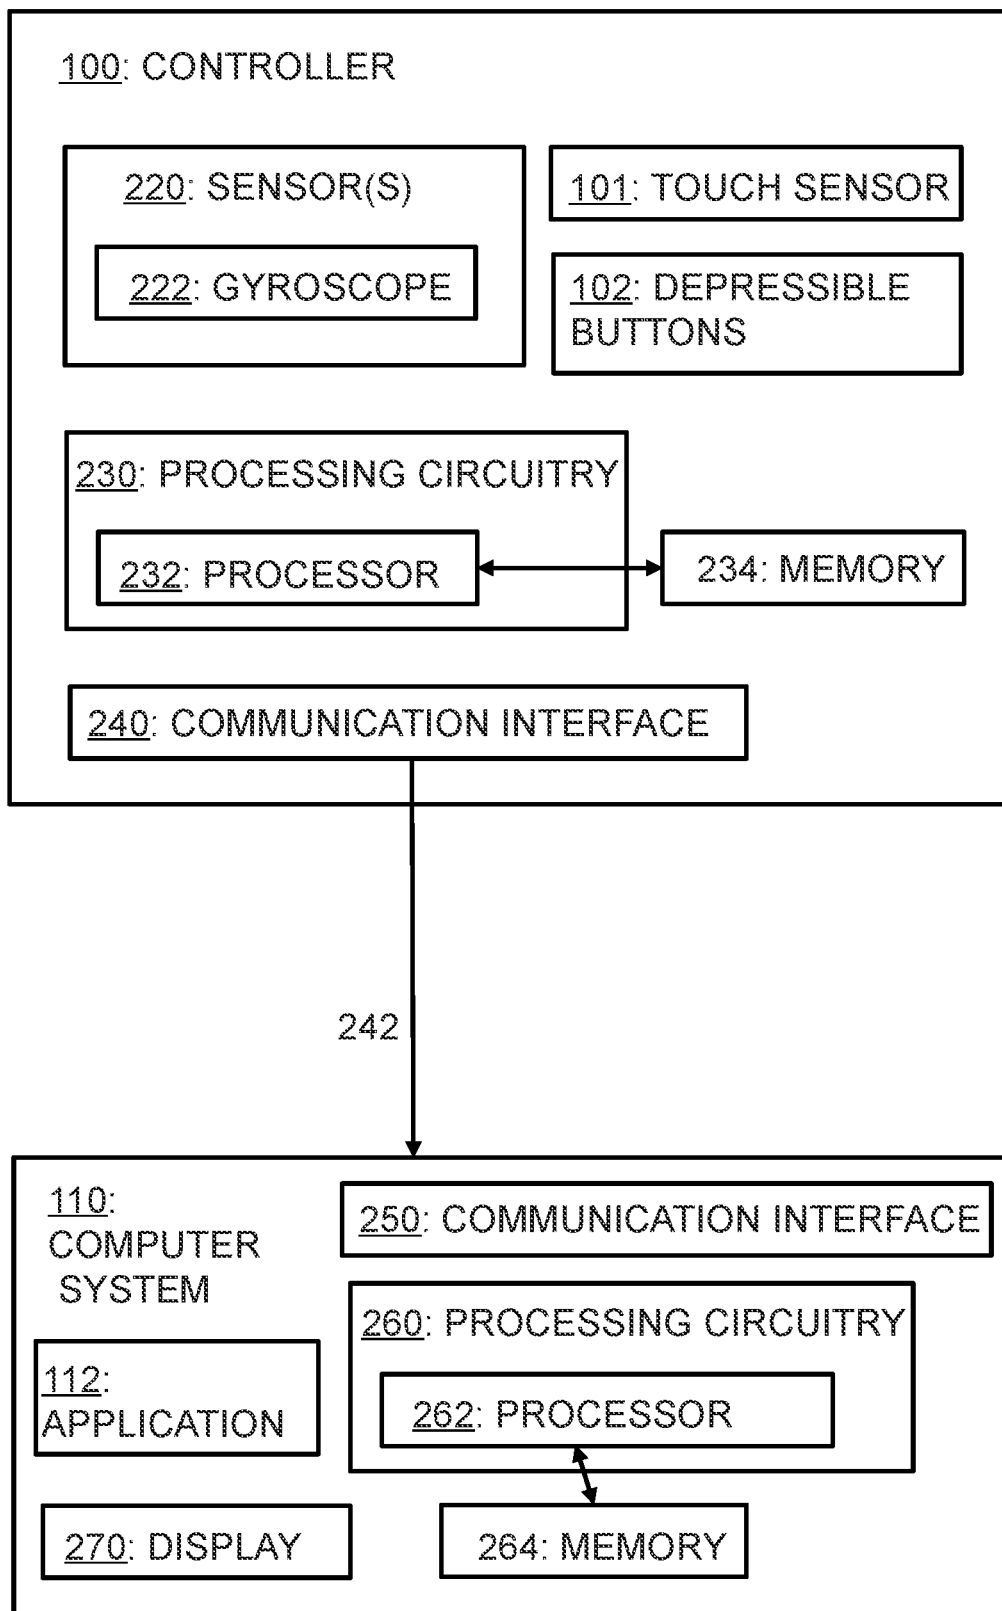 100: CONTROLLER
220: SENSOR(S)
101: TOUCH SENSOR
222: GYROSCOPE
102: DEPRESSIBLE
BUTTONS
230: PROCESSING CIRCUITRY
232: PROCESSOR
234: MEMORY
240: COMMUNICATION INTERFACE
242
110:
COMPUTER
SYSTEM
250: COMMUNICATION INTERFACE
260: PROCESSING CIRCUITRY
112:
APPLICATION
262: PROCESSOR
270: DISPLAY
264: MEMORY